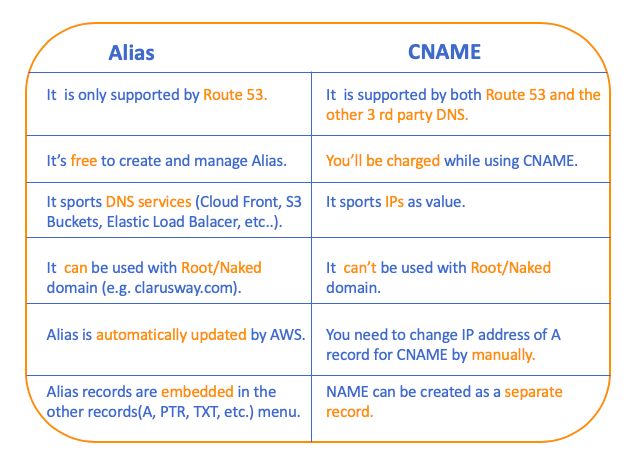 Alias
CNAME
It is only supported by Route 53.
It is supported by both Route 53 and the
other 3 rd party DNS.
It's free to create and manage Alias.
You'll be charged while using CNAME.
It sports DNS services (Cloud Front, S3
Buckets, Elastic Load Balacer, etc..).
It sports IPs as value.
It can be used with Root/Naked
domain (e.g. clarusway.com).
It can't be used with Root/Naked
domain.
Alias is automatically updated by AWS.
You need to change IP address of A
record for CNAME by manually.
Alias records are embedded in the
other records(A, PTR, TXT, etc.) menu.
NAME can be created as a separate
record.